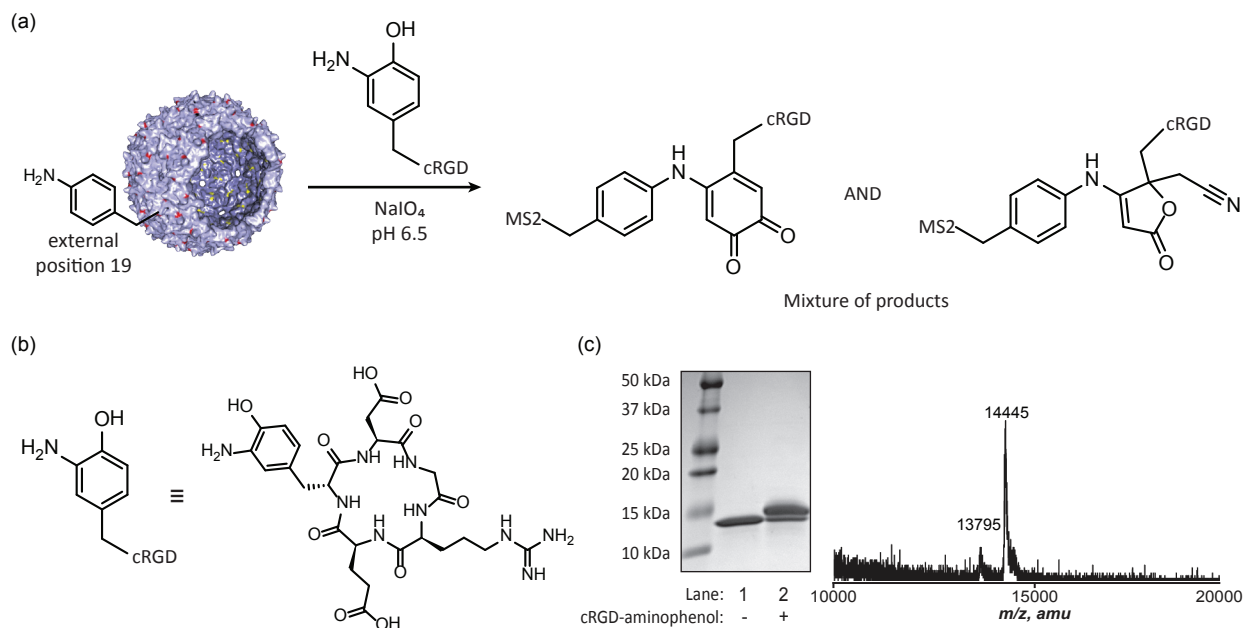 (a)
OH
H₂N
cRGD
H₂N
external
position 19
NaIO₄
pH 6.5
cRGD
H
N
MS2
O
O
AND
cRGD
H
N
MS2
O
O
N
Mixture of products
(b)
OH
H₂N
cRGD
≡
HO
O
HO
H₂N
O
NH
O
HN
O
NH
O
NH
O
HN
O
H
N
NH₂
NH
O
OH
(c)
50 kDa
37 kDa
25 kDa
20 kDa
15 kDa
10 kDa
Lane: 1 2
cRGD-aminophenol: - +
14445
13795
10000 15000 20000
m/z, amu